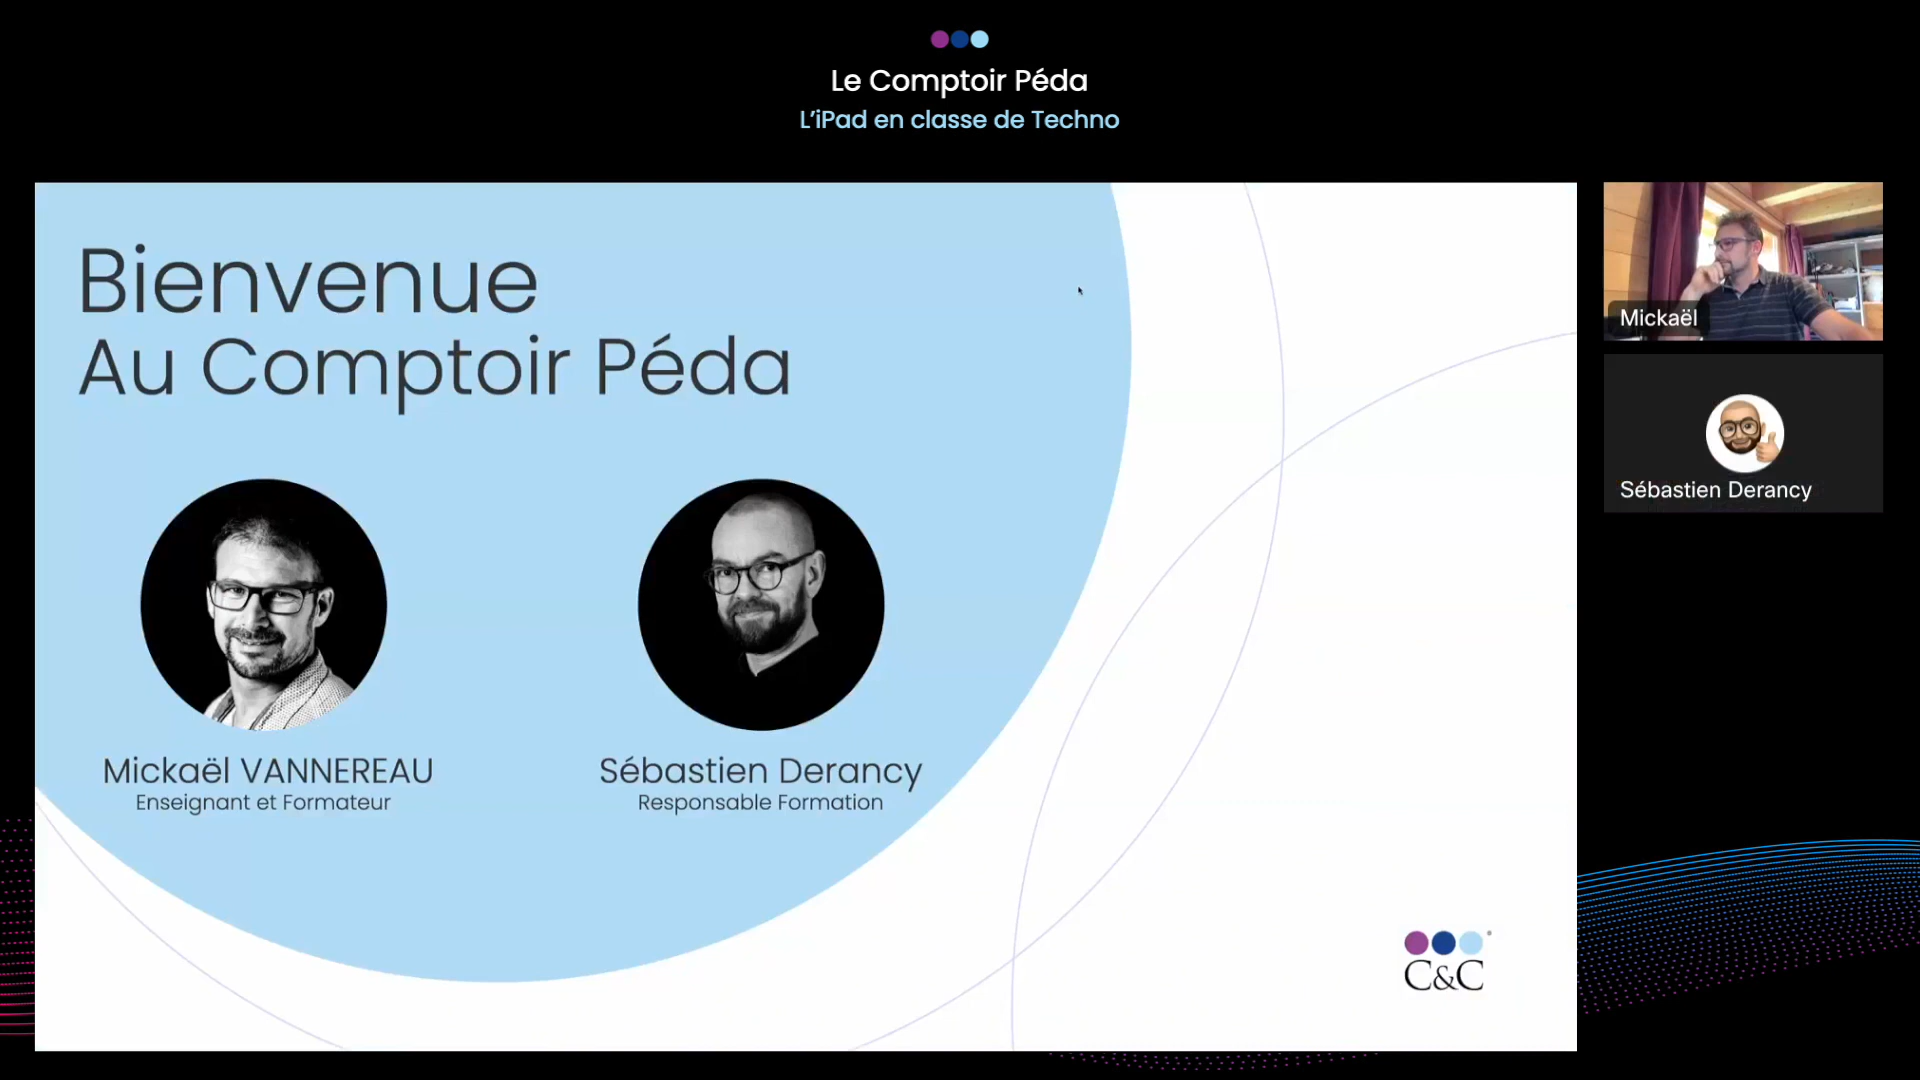 Le Comptoir Péda
L’iPad en classe de Techno
Bienvenue
Au Comptoir Péda
Mickaël VANNEREAU
Enseignant et Formateur
Sébastien Derancy
Responsable Formation
C&C
Mickaël
Sébastien Derancy